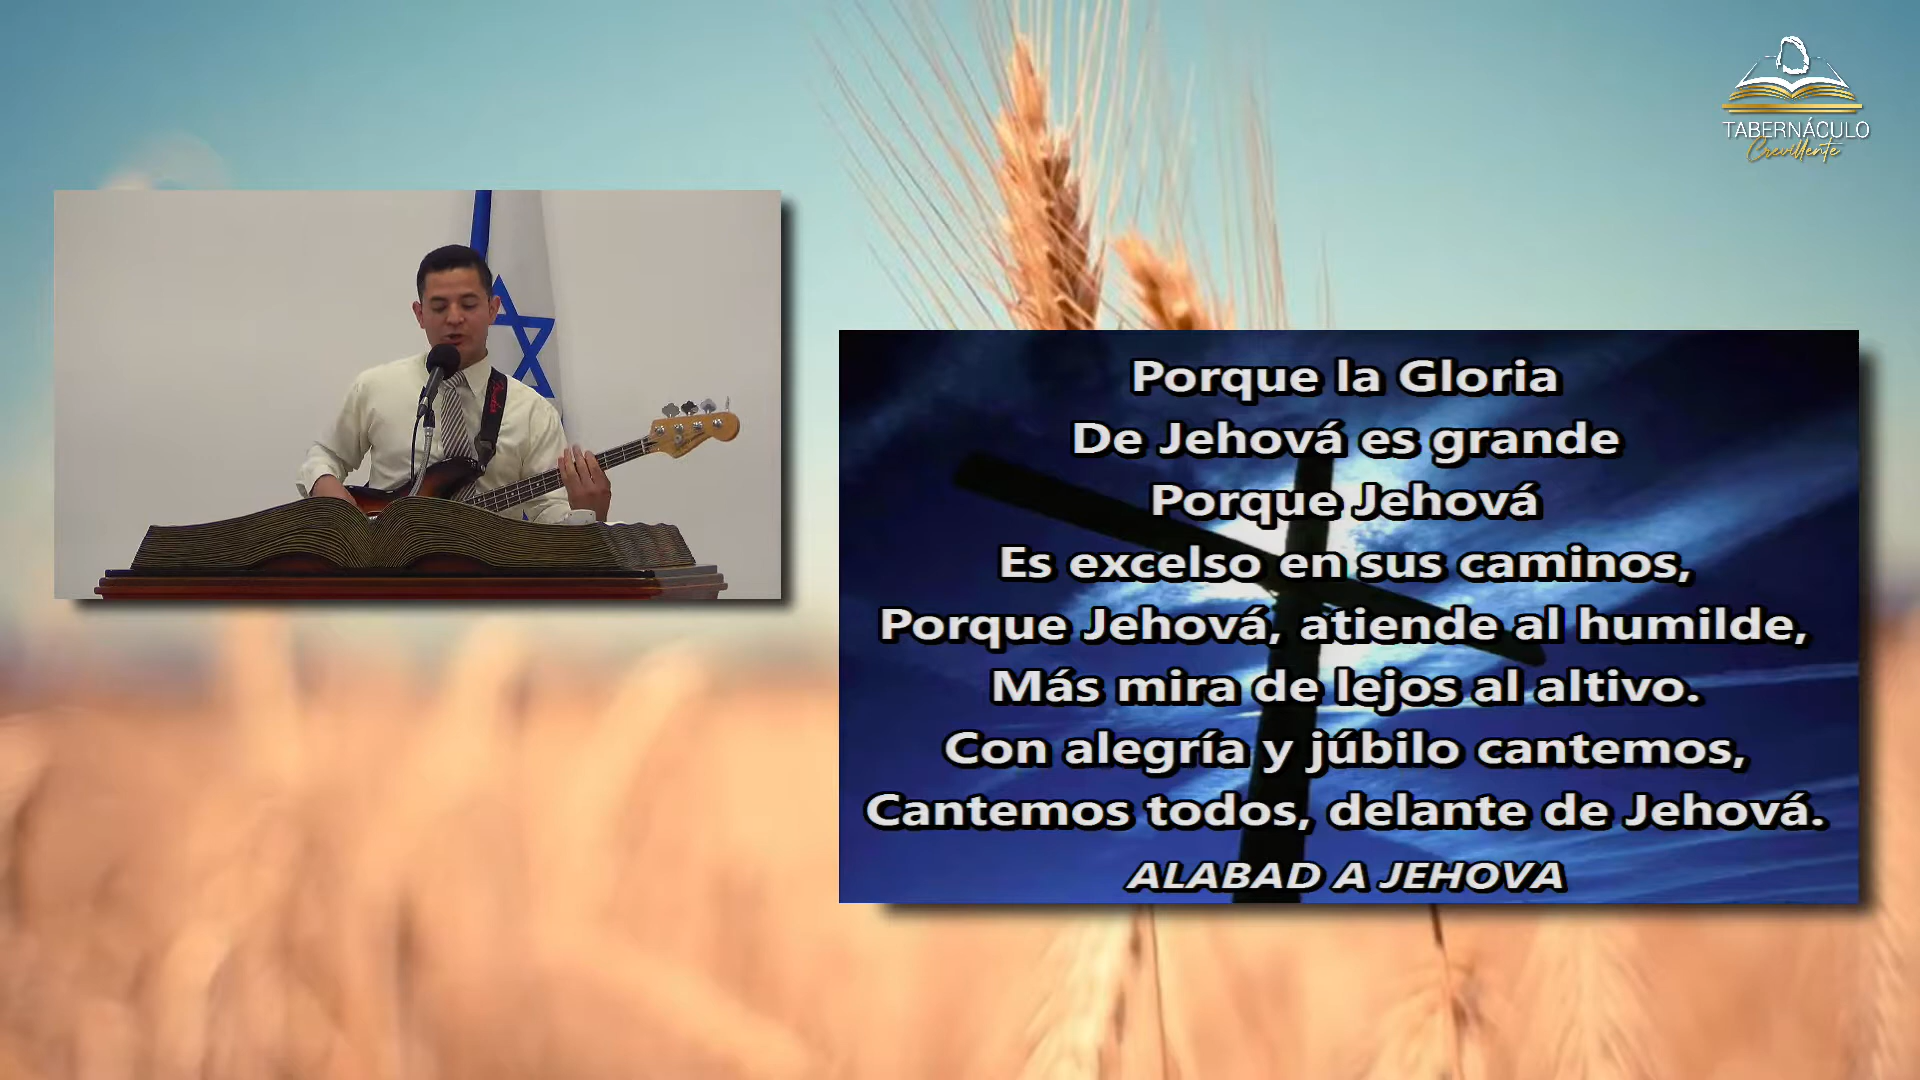 TABERNÁCULO
Crevillente
Porque la Gloria
De Jehová es grande
Porque Jehová
Es excelso en sus caminos,
Porque Jehová, atiende al humilde,
Más mira de lejos al altivo.
Con alegría y júbilo cantemos,
Cantemos todos, delante de Jehová.
ALABAD A JEHOVA